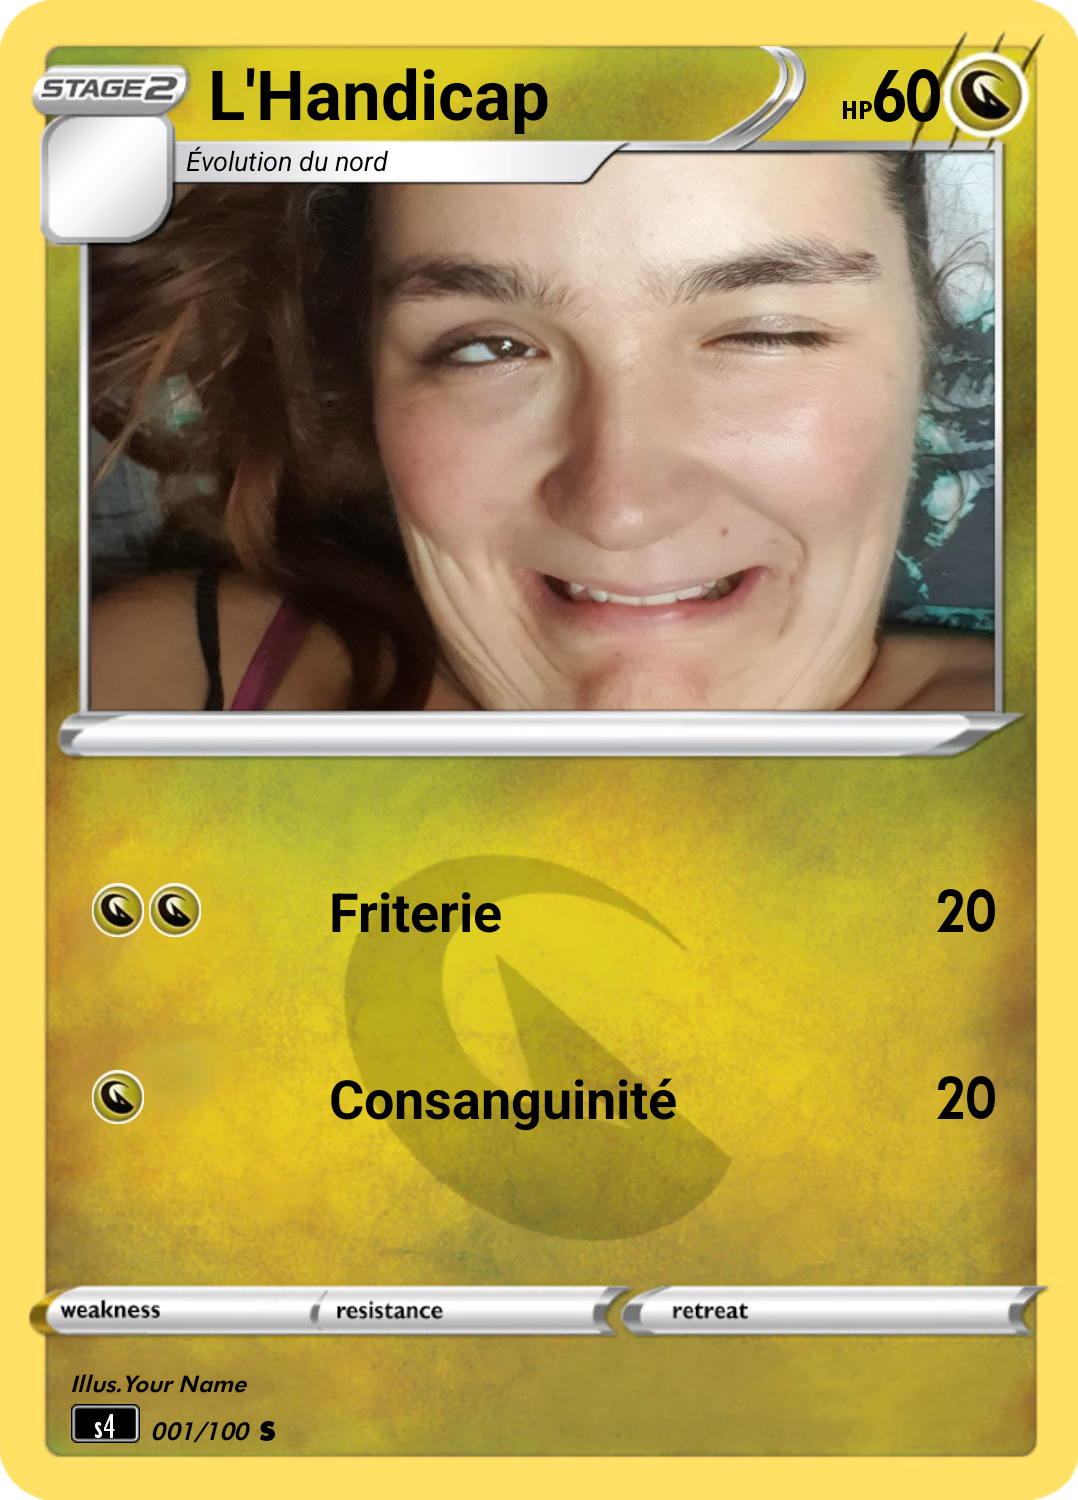 STAGE2 L'Handicap HP60
Évolution du nord
Friterie 20
Consanguinité 20
weakness resistance retreat
Illus.Your Name
s4 001/100 S